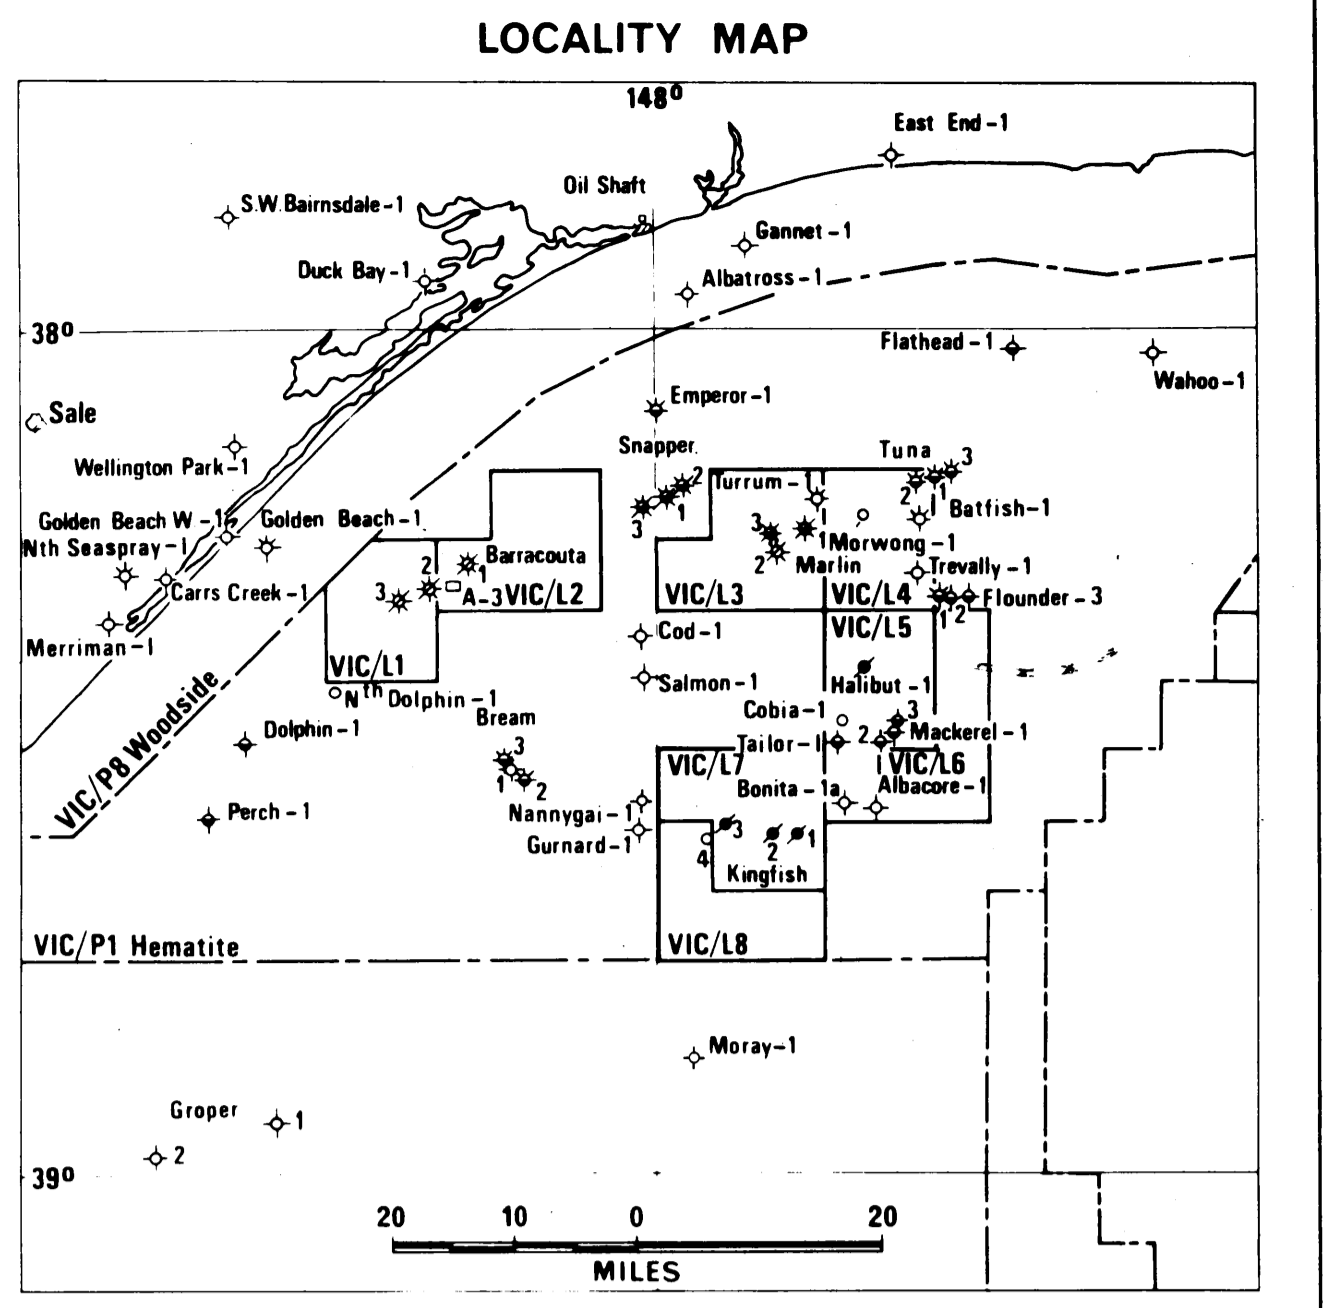 LOCALITY MAP
148º
East End-1
Oil Shaft
S.W.Bairnsdale-1
Gannet-1
Duck Bay-1
Albatross-1
38º
Flathead-1
Wahoo-1
Emperor-1
Sale
Snapper
Tuna
Wellington Park-1
2
3
Turrum-1
2
1
1
3
Batfish-1
Golden Beach W-1
Golden Beach-1
Nth Seaspray-1
1
Morwong-1
2
Marlin
Barracouta
2
1
Trevally-1
3
A-3
VIC/L2
VIC/L3
VIC/L4
1
2
Flounder-3
Carrs Creek-1
VIC/L5
Cod-1
Merriman-1
VIC/L1
Salmon-1
Halibut-1
Nth Dolphin-1
Bream
Cobia-1
3
Dolphin-1
Tailor-1
2
Mackerel-1
VIC/P8 Woodside
3
1
2
VIC/L7
VIC/L6
Bonita-1a
Albacore-1
Perch-1
Nannygai-1
Gurnard-1
3
2
1
4
Kingfish
VIC/P1 Hematite
VIC/L8
Moray-1
Groper
1
2
39º
20 10 0 20
MILES